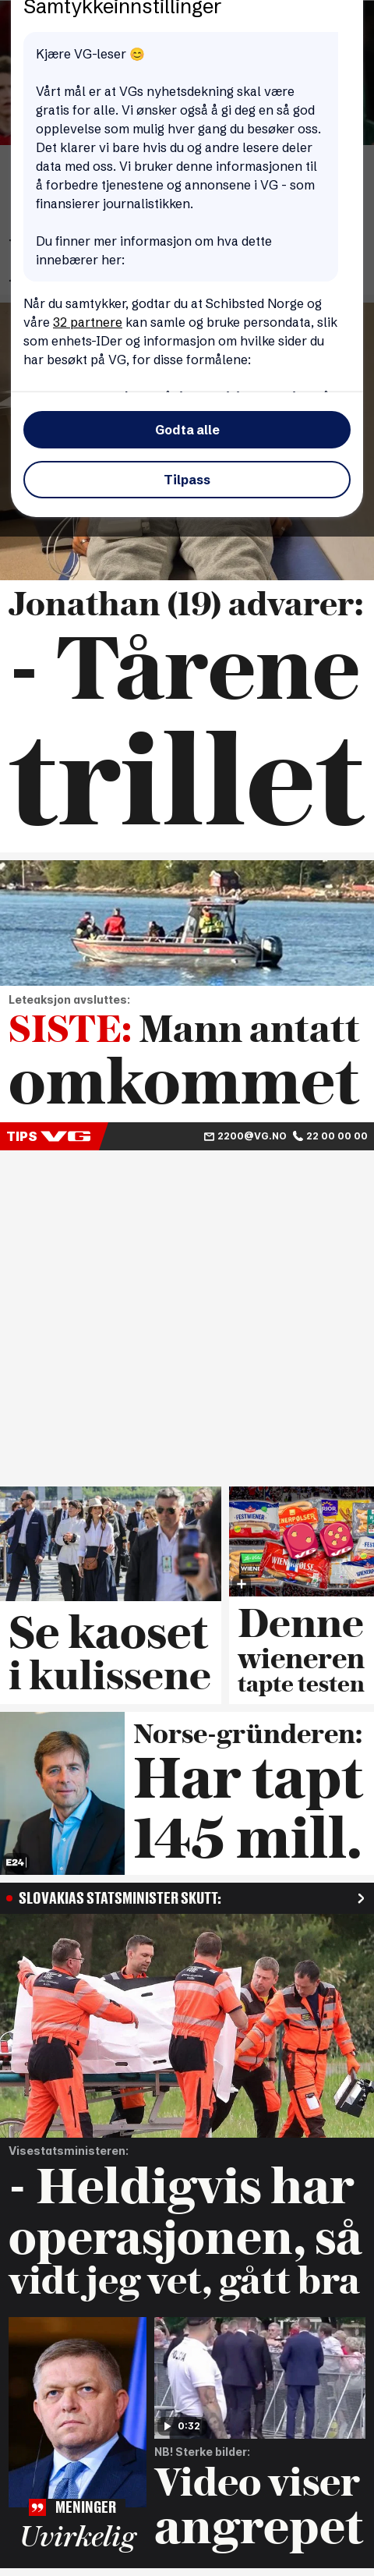 Samtykkeinnstillinger
Kjære VG-leser 😊
Vårt mål er at VGs nyhetsdekning skal være
gratis for alle. Vi ønsker også å gi deg en så god
opplevelse som mulig hver gang du besøker oss.
Det klarer vi bare hvis du og andre lesere deler
data med oss. Vi bruker denne informasjonen til
å forbedre tjenestene og annonsene i VG - som
finansierer journalistikken.
Du finner mer informasjon om hva dette
innebærer her:
Når du samtykker, godtar du at Schibsted Norge og
våre 32 partnere kan samle og bruke persondata, slik
som enhets-IDer og informasjon om hvilke sider du
har besøkt på VG, for disse formålene:
Godta alle
Tilpass
Jonathan (19) advarer:
- Tårene
trillet
Leteaksjon avsluttes:
SISTE: Mann antatt
omkommet
TIPS VG 2200@VG.NO 22 00 00 00
Se kaoset
i kulissene
Denne
wieneren
tapte testen
Norse-gründeren:
Har tapt
145 mill.
E24
SLOVAKIAS STATSMINISTER SKUTT:
Visestatsministeren:
- Heldigvis har
operasjonen, så
vidt jeg vet, gått bra
MENINGER
Uvirkelig
0:32
NB! Sterke bilder:
Video viser
angrepet